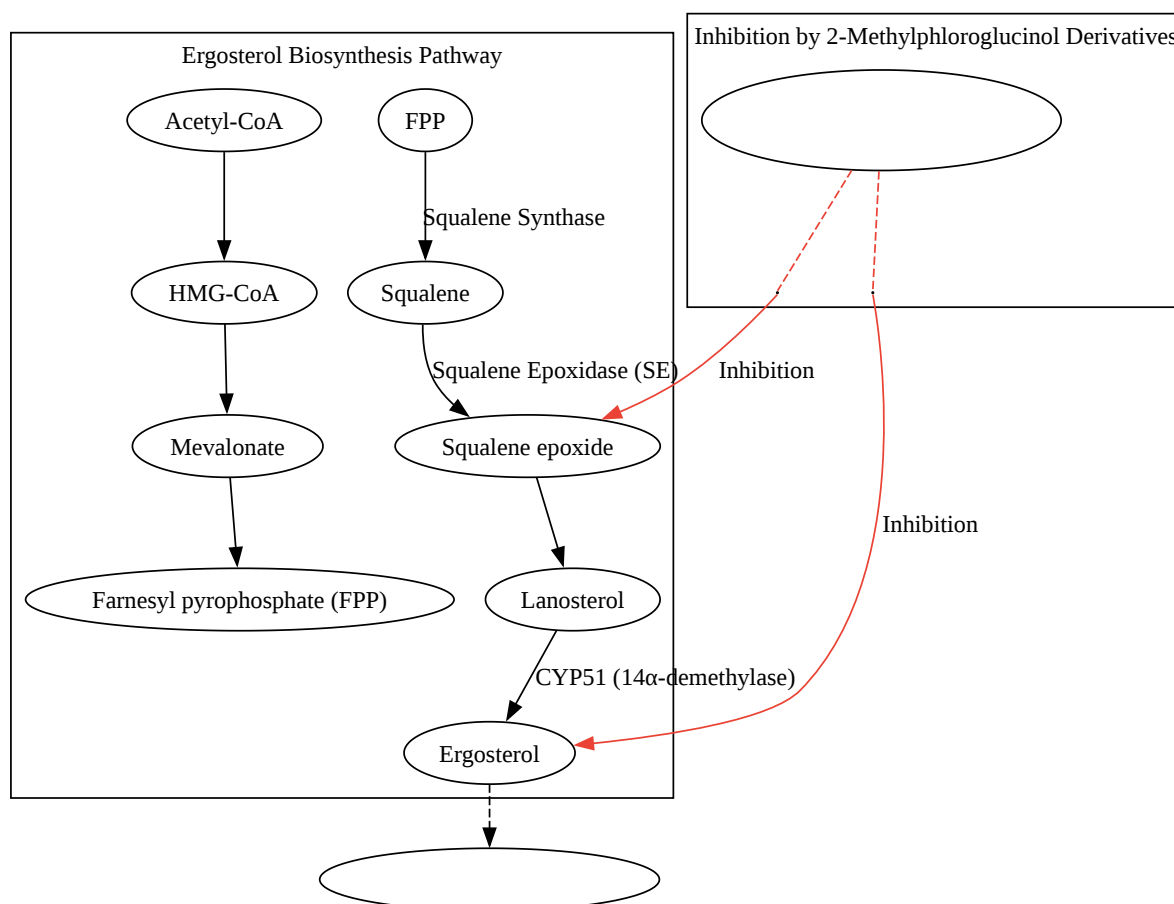 Ergosterol Biosynthesis Pathway
Acetyl-CoA
HMG-CoA
Mevalonate
Farnesyl pyrophosphate (FPP)
FPP
Squalene Synthase
Squalene
Squalene Epoxidase (SE)
Squalene epoxide
Lanosterol
CYP51 (14α-demethylase)
Ergosterol
Inhibition by 2-Methylphloroglucinol Derivatives
Inhibition
Inhibition